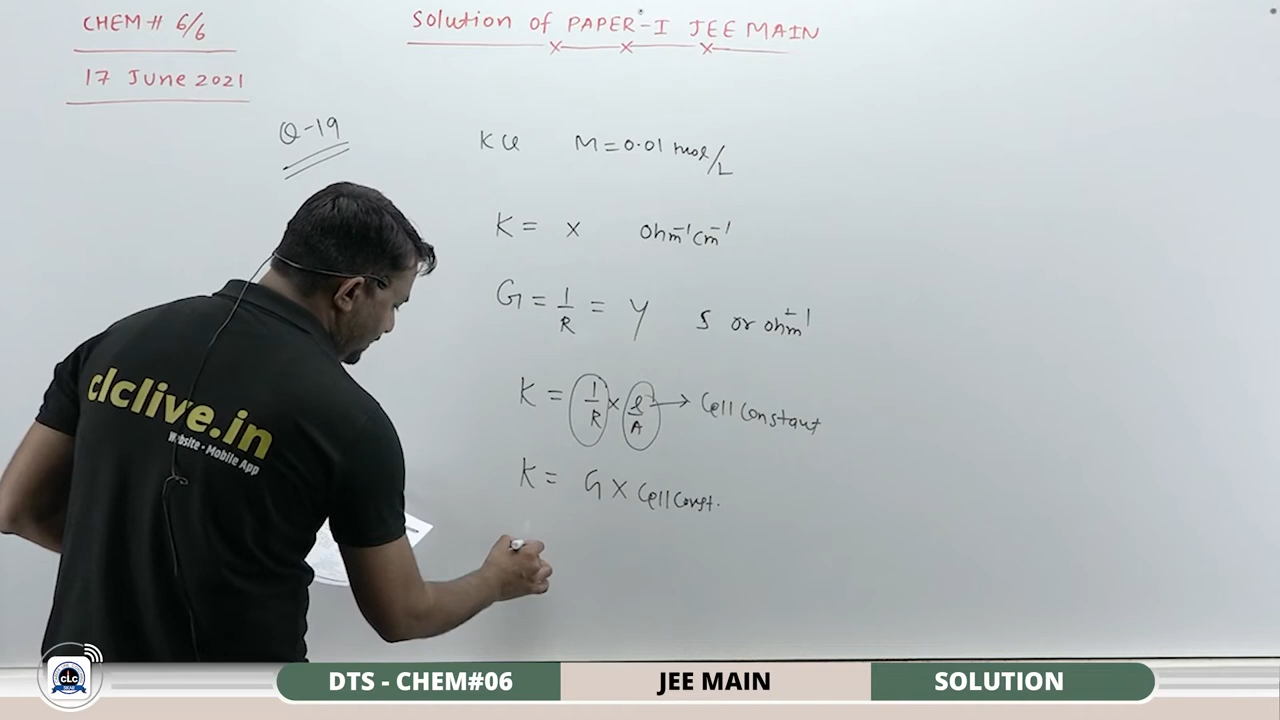 CHEM # 6/6
Solution of PAPER-I JEE MAIN
17 June 2021
Q-19
KCl M=0.01 mol/L
K = x ohm⁻¹cm⁻¹
G = 1/R = y S or ohm⁻¹
K = 1/R × l/A → Cell Constant
K = G × Cell Const.
clclive.in
Website - Mobile App
CLC
SIKAR
DTS - CHEM#06
JEE MAIN
SOLUTION